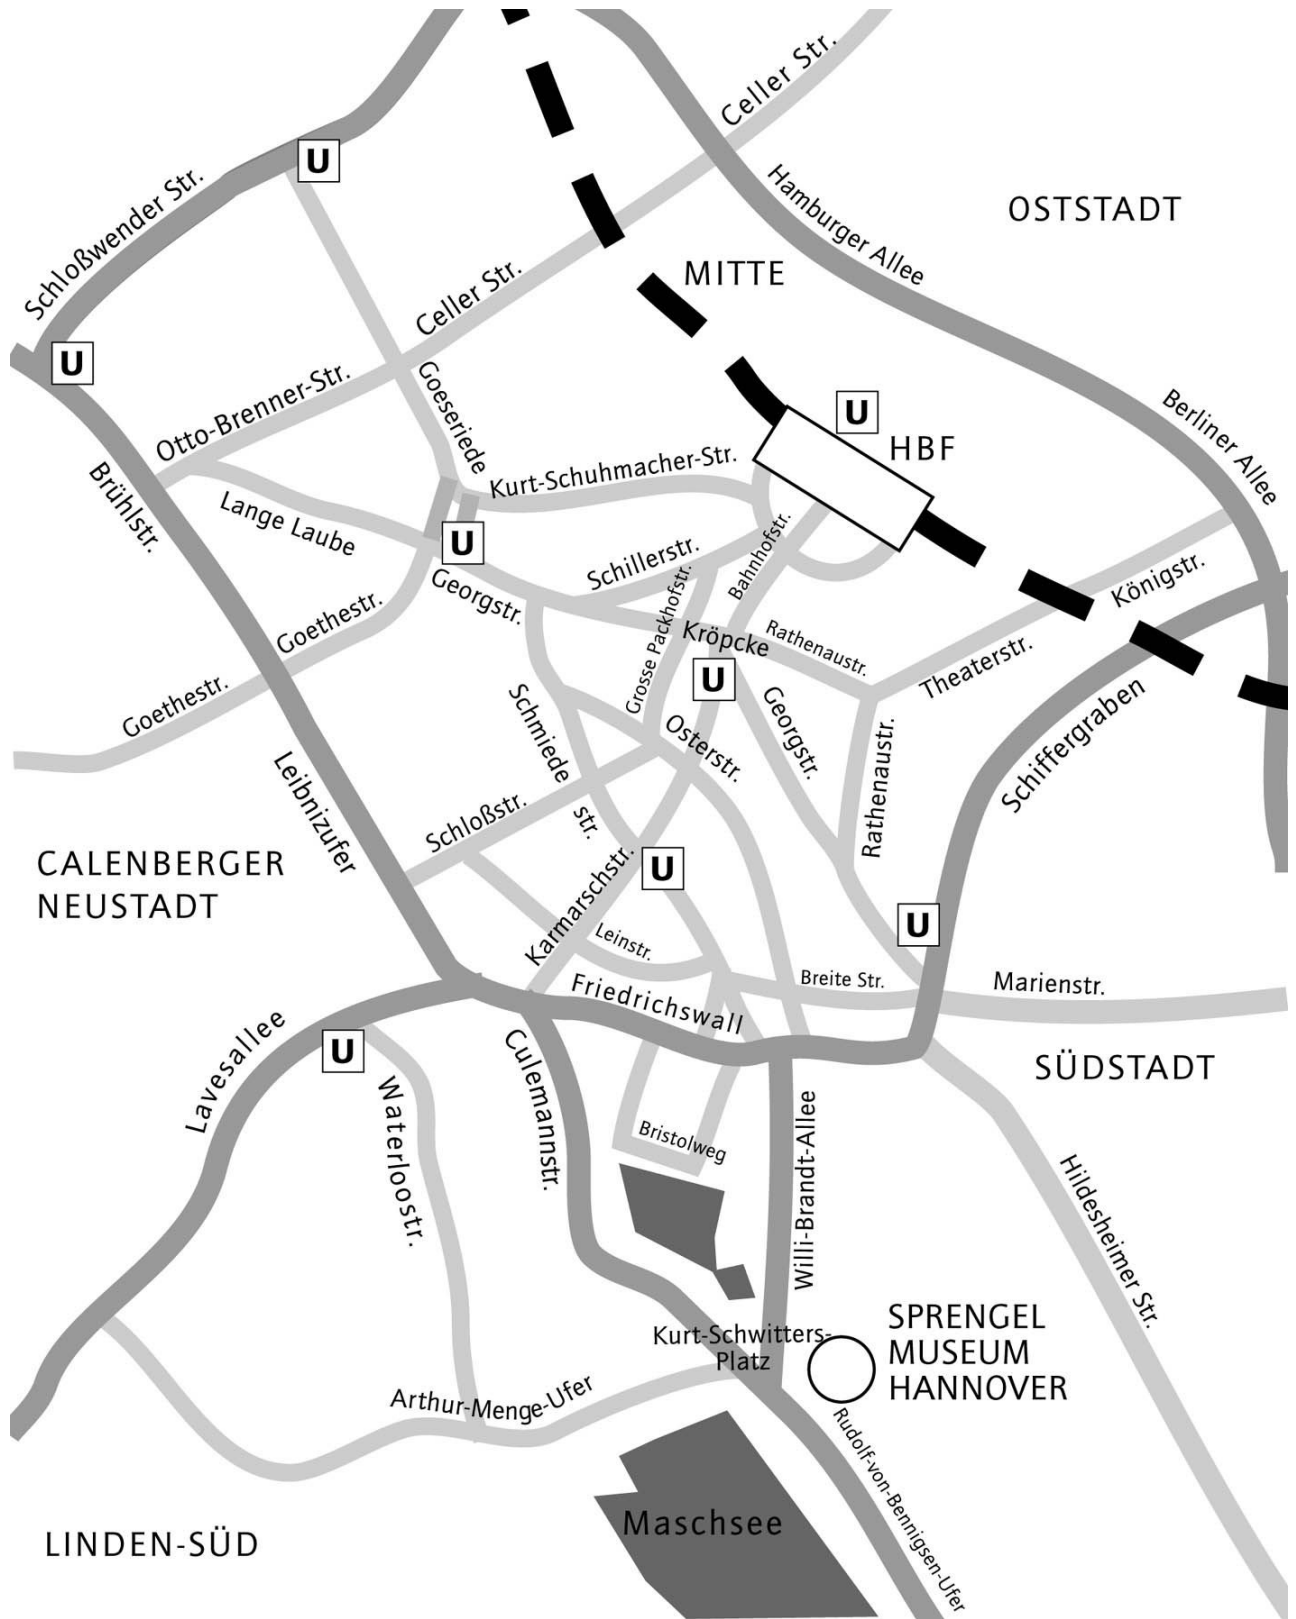 Celler Str.
U
Schloßwender Str.
Hamburger Allee
OSTSTADT
MITTE
Celler Str.
U
Otto-Brenner-Str.
Goeseriede
U
HBF
Berliner Allee
Brühlstr.
Kurt-Schuhmacher-Str.
Lange Laube
U
Bahnhofstr.
Schillerstr.
Georgstr.
Königstr.
Goethestr.
Grosse Packhofstr.
Kröpcke
Rathenaustr.
Theaterstr.
Goethestr.
U
Schmiede
str.
Osterstr.
Georgstr.
Rathenaustr.
Schiffergraben
Leibnizufer
Schloßstr.
CALENBERGER
NEUSTADT
U
Karmarschstr.
U
Leinstr.
Breite Str.
Marienstr.
Friedrichswall
Lavesallee
U
Culemannstr.
SÜDSTADT
Waterloostr.
Bristolweg
Willi-Brandt-Allee
Hildesheimer Str.
SPRENGEL
MUSEUM
HANNOVER
Kurt-Schwitters-
Platz
Arthur-Menge-Ufer
Rudolf-von-Bennigsen-Ufer
Maschsee
LINDEN-SÜD